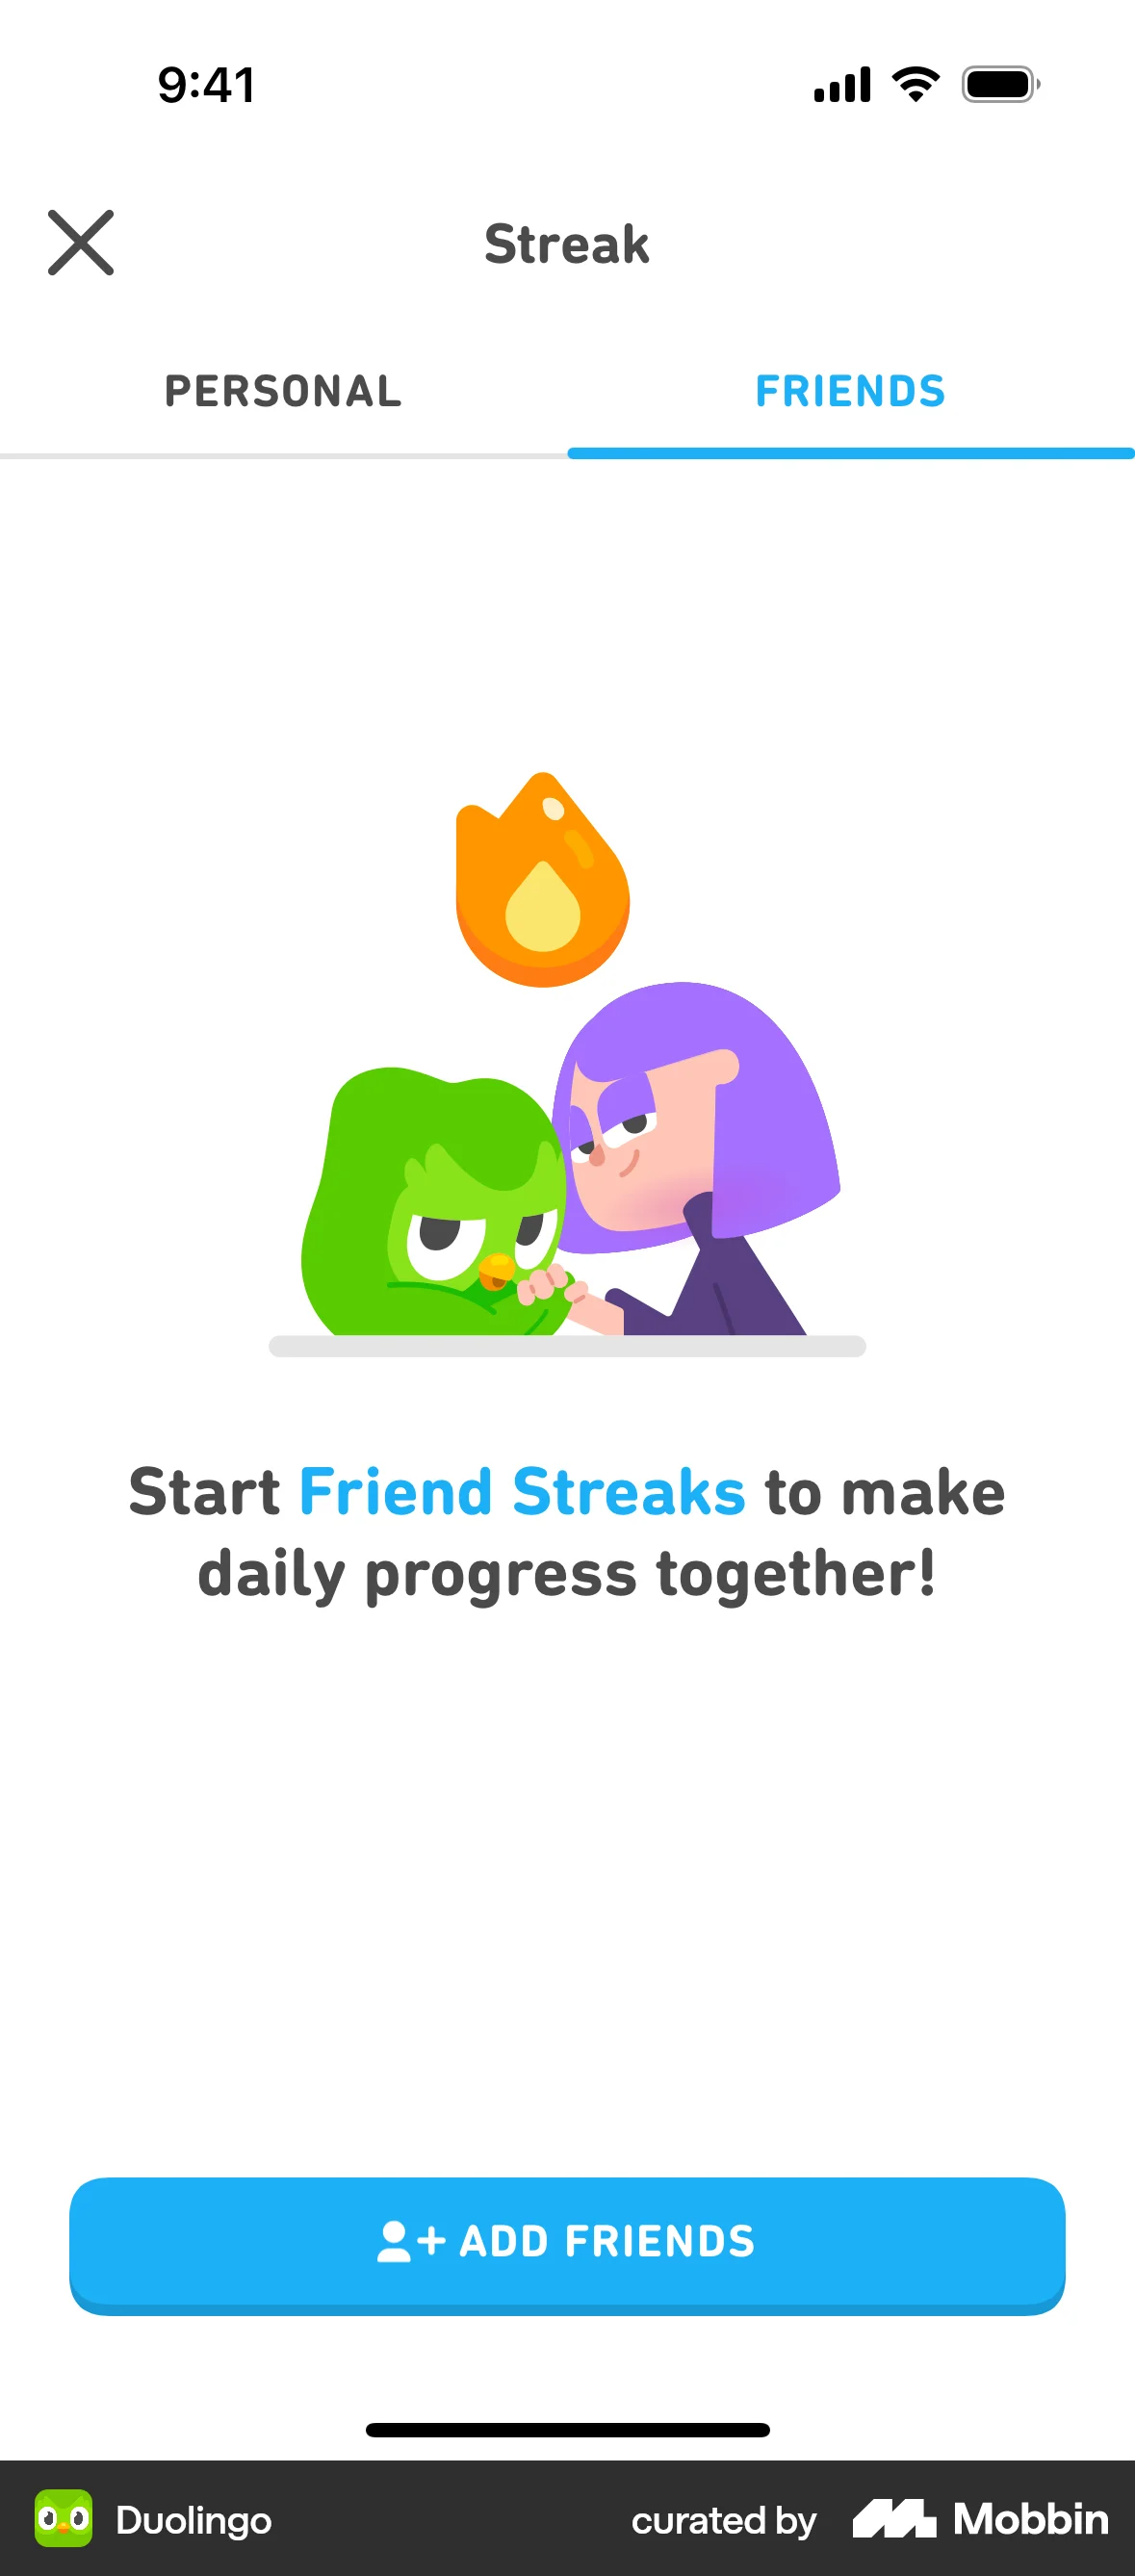 9:41
Streak
PERSONAL
FRIENDS
Start Friend Streaks to make
daily progress together!
ADD FRIENDS
Duolingo
curated by Mobbin